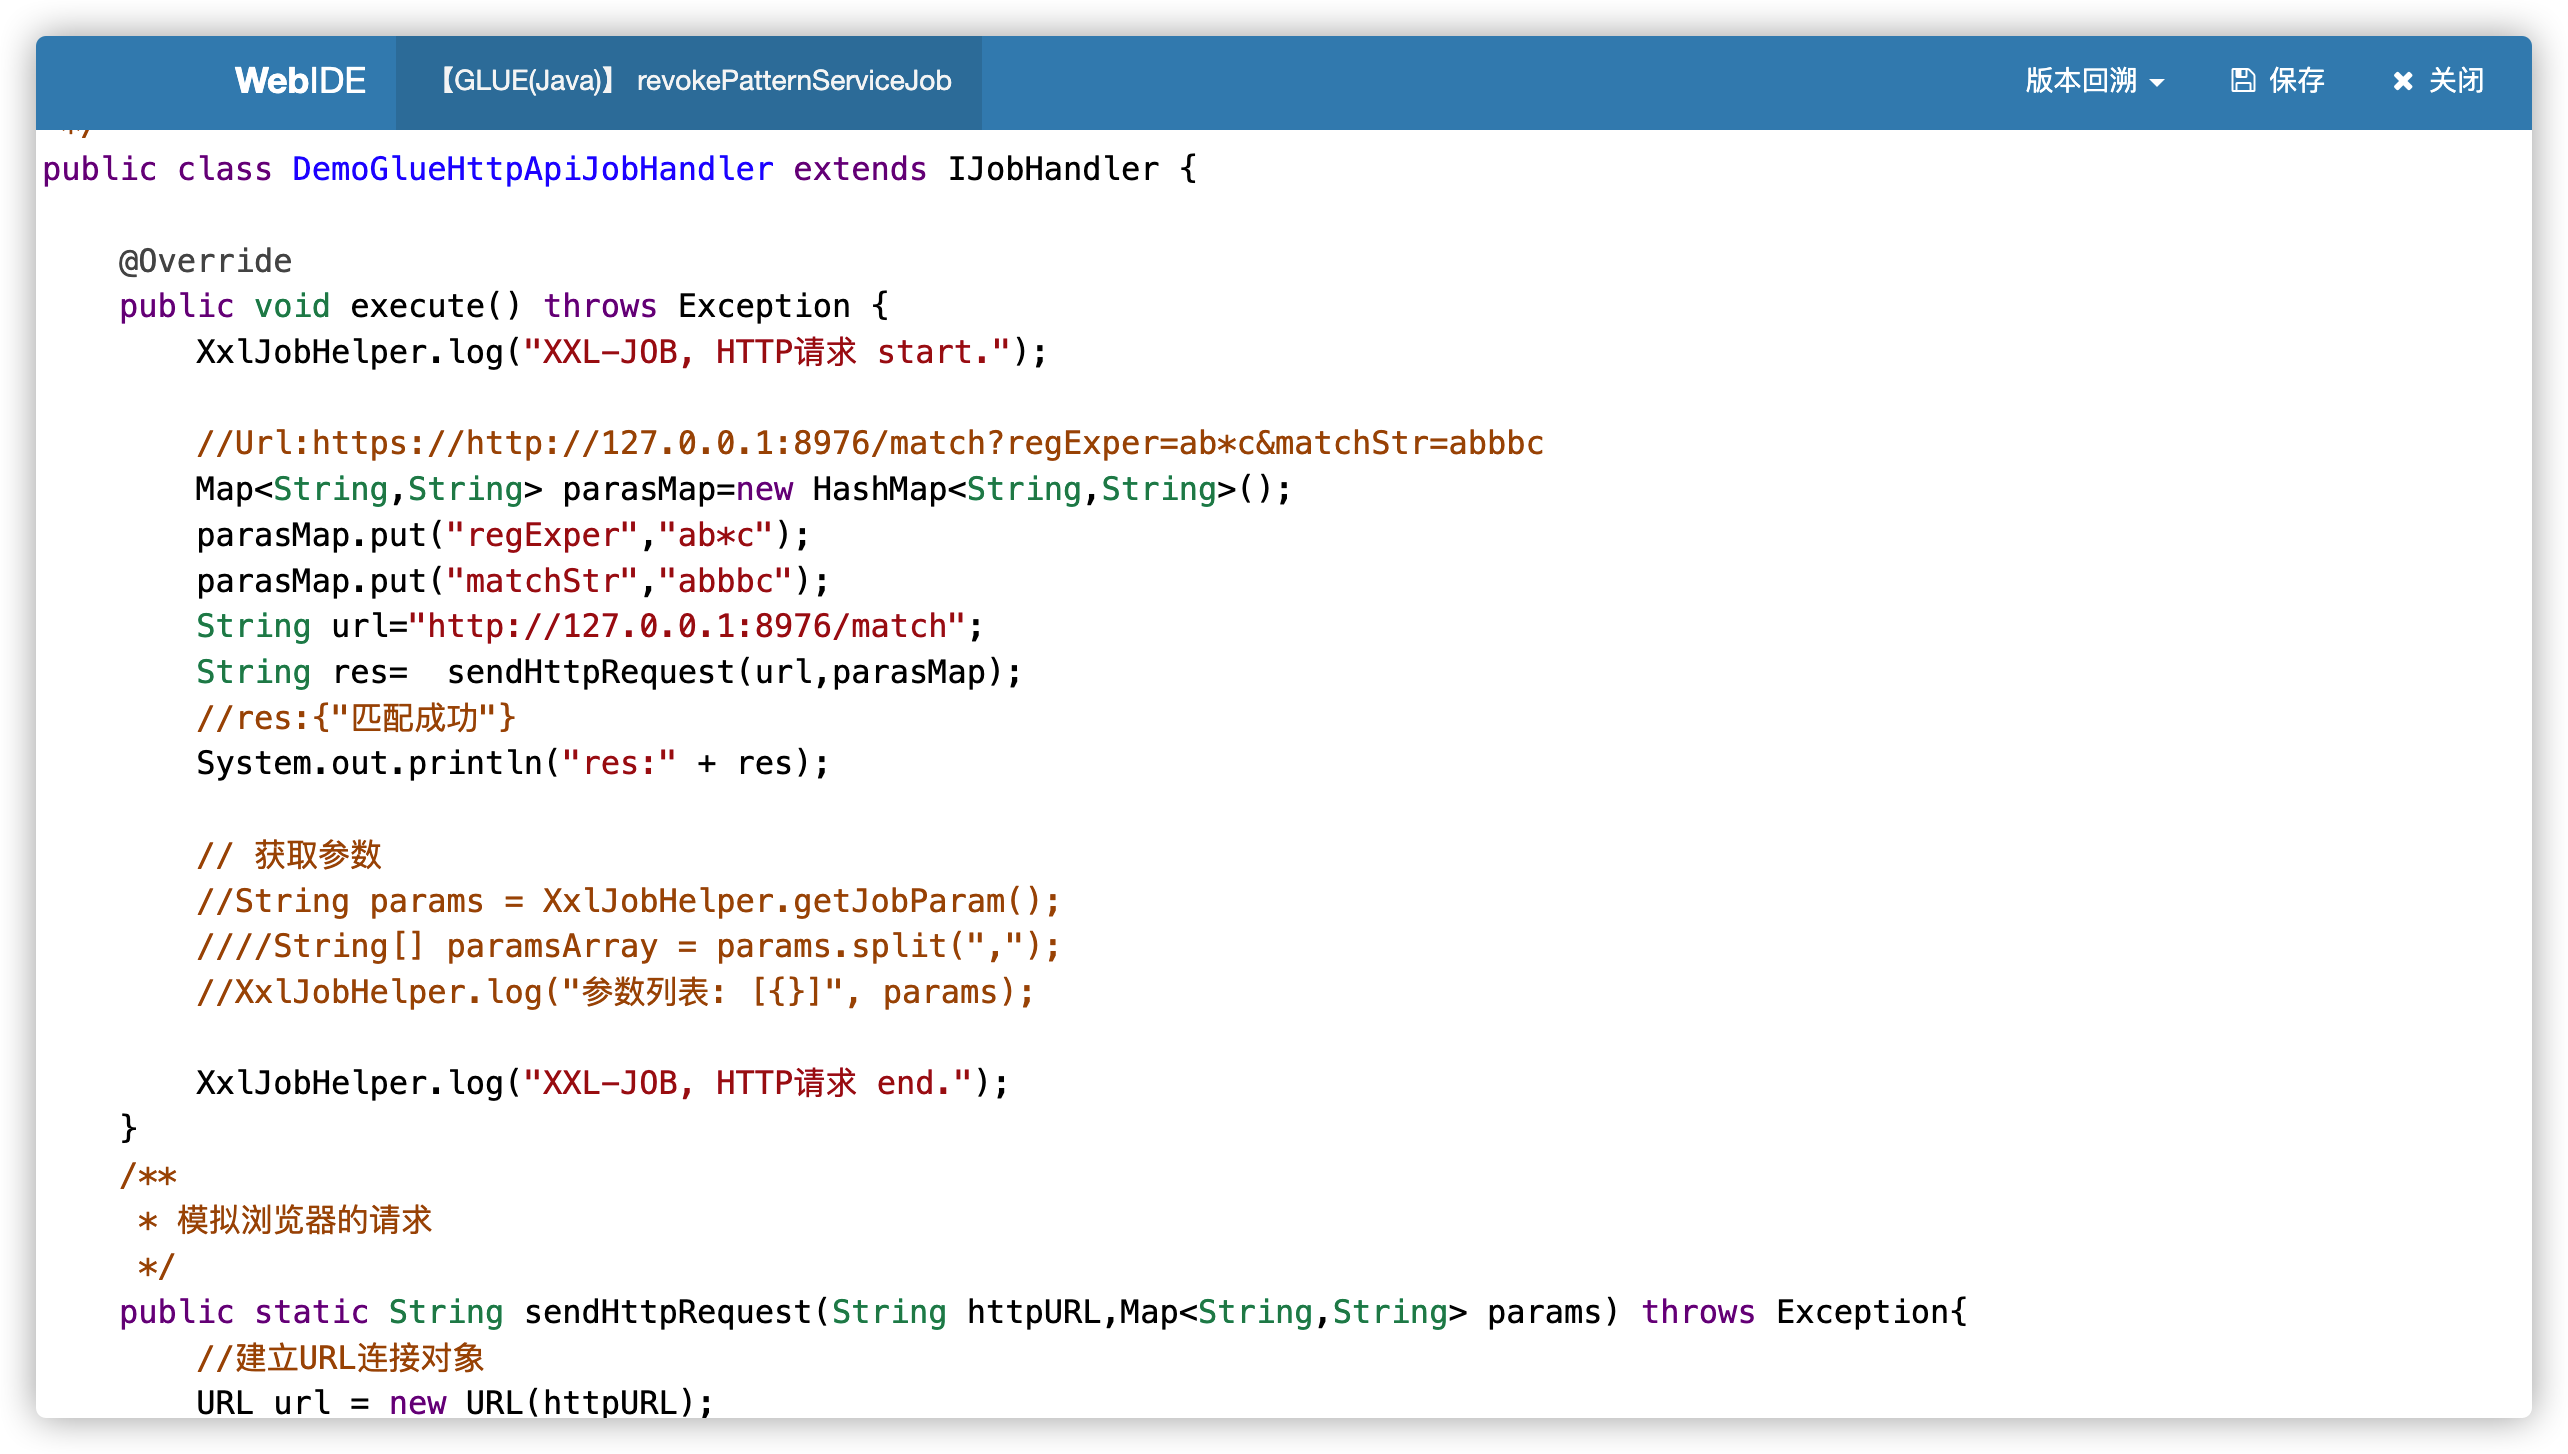 WebIDE 【GLUE(Java)】 revokePatternServiceJob 版本回溯 保存 关闭
*/
public class DemoGlueHttpApiJobHandler extends IJobHandler {
@Override
public void execute() throws Exception {
XxlJobHelper.log("XXL-JOB, HTTP请求 start.");
//Url:https://http://127.0.0.1:8976/match?regExper=ab*c&matchStr=abbbc
Map<String,String> parasMap=new HashMap<String,String>();
parasMap.put("regExper","ab*c");
parasMap.put("matchStr","abbbc");
String url="http://127.0.0.1:8976/match";
String res=  sendHttpRequest(url,parasMap);
//res:{"匹配成功"}
System.out.println("res:" + res);
// 获取参数
//String params = XxlJobHelper.getJobParam();
////String[] paramsArray = params.split(",");
//XxlJobHelper.log("参数列表: [{}]", params);
XxlJobHelper.log("XXL-JOB, HTTP请求 end.");
}
/**
* 模拟浏览器的请求
*/
public static String sendHttpRequest(String httpURL,Map<String,String> params) throws Exception{
//建立URL连接对象
URL url = new URL(httpURL);